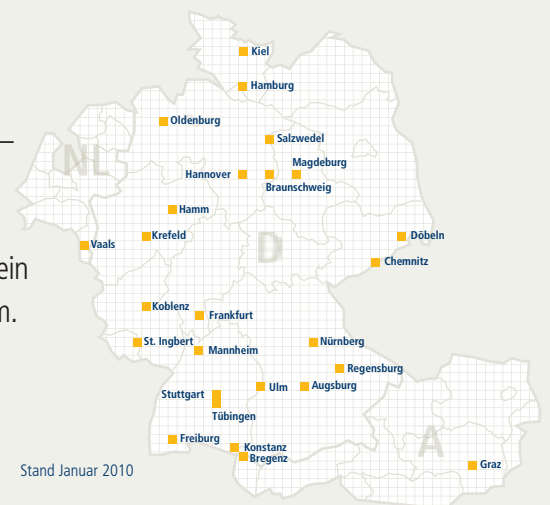 Kiel
Hamburg
Oldenburg
Salzwedel
Magdeburg
NL
Hannover
Braunschweig
Hamm
Krefeld
Döbeln
Vaals
D
Chemnitz
ein
Koblenz
m.
Frankfurt
St. Ingbert
Nürnberg
Mannheim
Regensburg
Ulm
Augsburg
Stuttgart
Tübingen
Freiburg
A
Konstanz
Bregenz
Graz
Stand Januar 2010